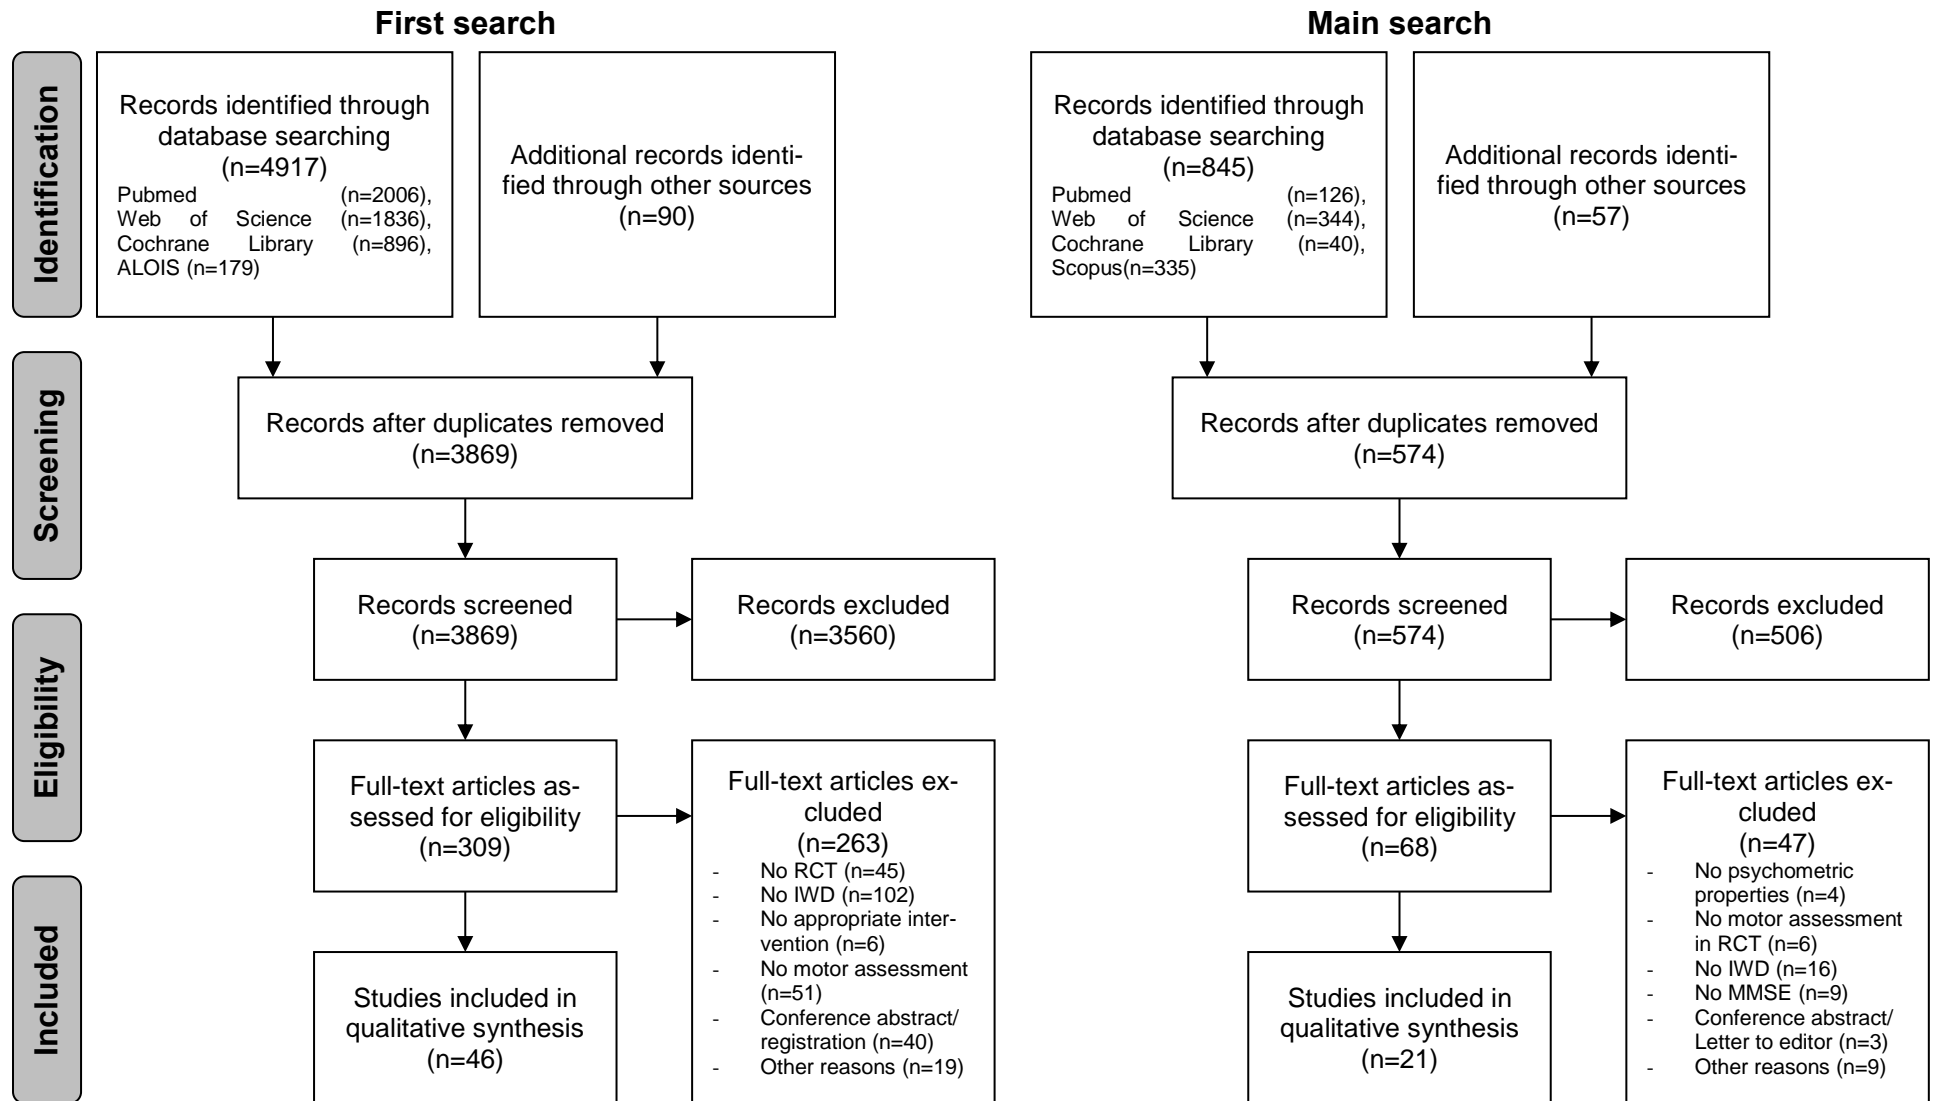 First search
Main search
Identification
Records identified through
database searching
(n=4917)
Pubmed (n=2006),
Web of Science (n=1836),
Cochrane Library (n=896),
ALOIS (n=179)
Additional records identi-
fied through other sources
(n=90)
Records identified through
database searching
(n=845)
Pubmed (n=126),
Web of Science (n=344),
Cochrane Library (n=40),
Scopus(n=335)
Additional records identi-
fied through other sources
(n=57)
Screening
Records after duplicates removed
(n=3869)
Records after duplicates removed
(n=574)
Records screened
(n=3869)
Records excluded
(n=3560)
Records screened
(n=574)
Records excluded
(n=506)
Eligibility
Full-text articles as-
sessed for eligibility
(n=309)
Full-text articles ex-
cluded
(n=263)
- No RCT (n=45)
- No IWD (n=102)
- No appropriate inter-
vention (n=6)
- No motor assessment
(n=51)
- Conference abstract/
registration (n=40)
- Other reasons (n=19)
Full-text articles as-
sessed for eligibility
(n=68)
Full-text articles ex-
cluded
(n=47)
- No psychometric
properties (n=4)
- No motor assessment
in RCT (n=6)
- No IWD (n=16)
- No MMSE (n=9)
- Conference abstract/
Letter to editor (n=3)
- Other reasons (n=9)
Included
Studies included in
qualitative synthesis
(n=46)
Studies included in
qualitative synthesis
(n=21)